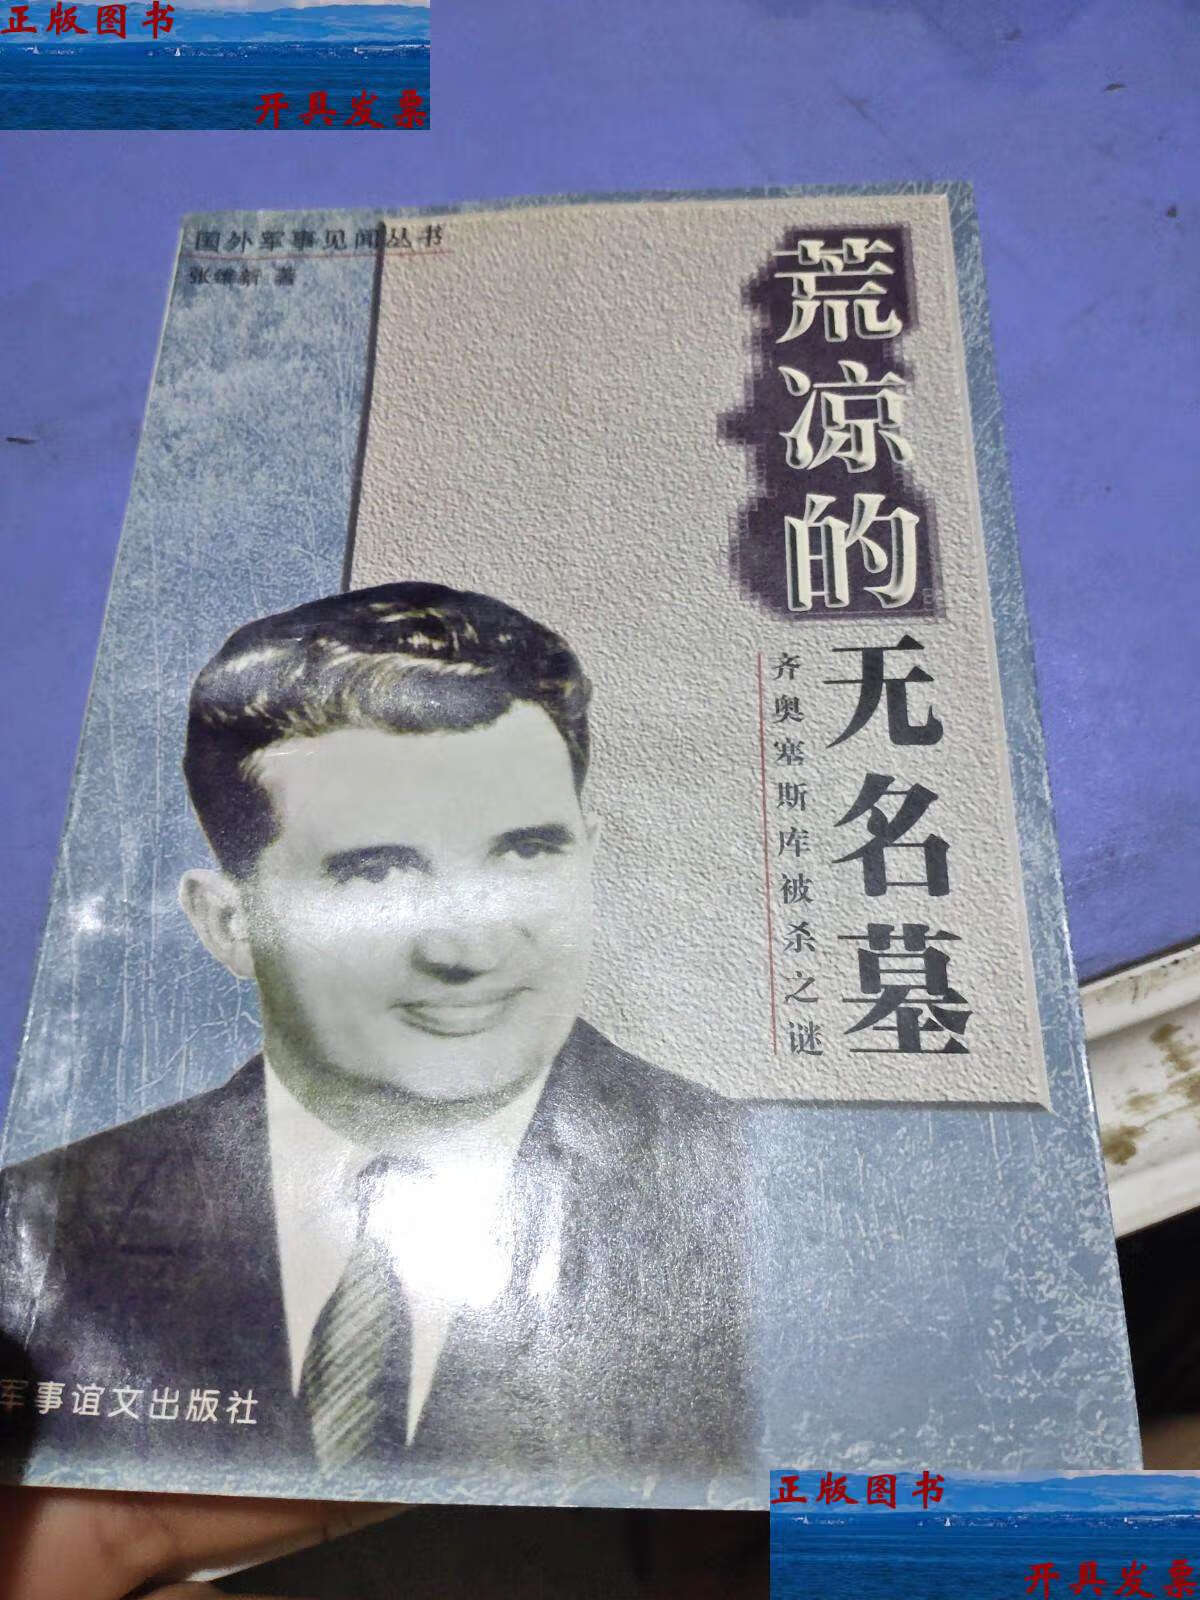 正版图书
开具发票
国外军事见闻丛书
张维新 著
荒凉的
无名墓
齐奥塞斯库被杀之谜
军事谊文出版社
正版图书
开具发票